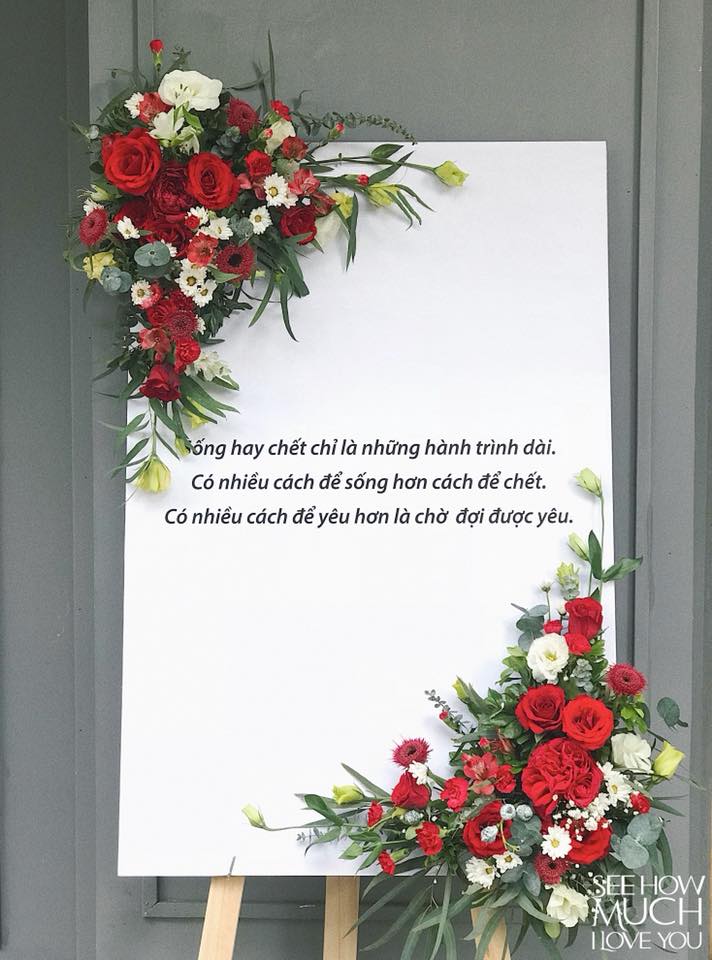 Sống hay chết chỉ là những hành trình dài.
Có nhiều cách để sống hơn cách để chết.
Có nhiều cách để yêu hơn là chờ đợi được yêu.
SEE HOW
MUCH
I LOVE YOU